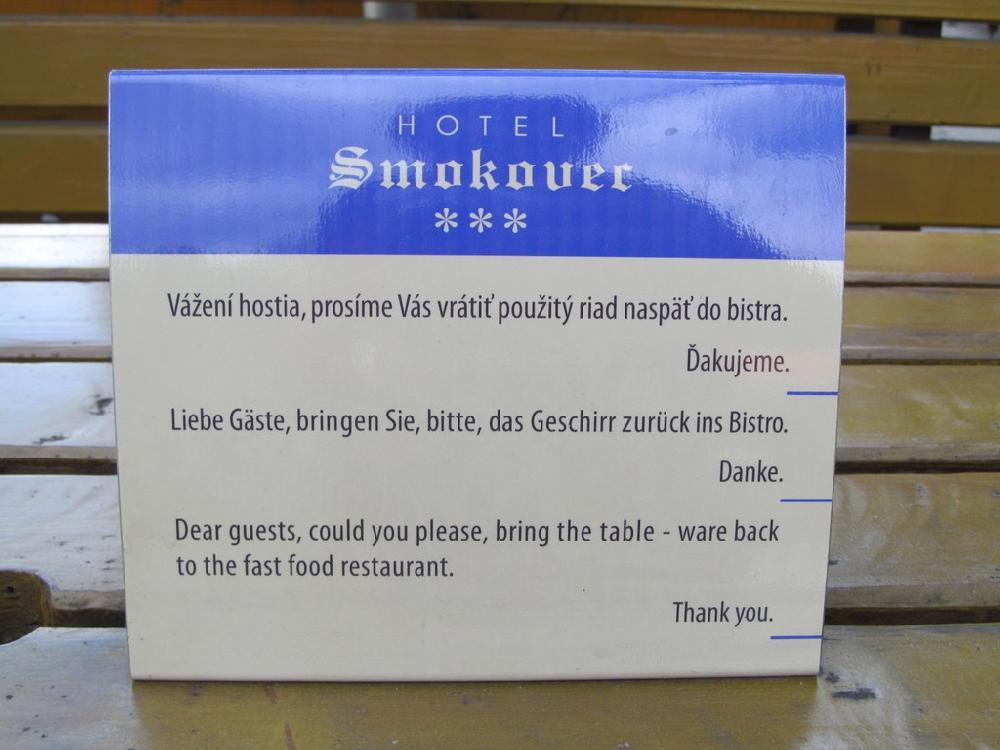 HOTEL
Smokovec
***
Vážení hostia, prosíme Vás vrátiť použitý riad naspäť do bistra.
Ďakujeme.
Liebe Gäste, bringen Sie, bitte, das Geschirr zurück ins Bistro.
Danke.
Dear guests, could you please, bring the table - ware back
to the fast food restaurant.
Thank you.